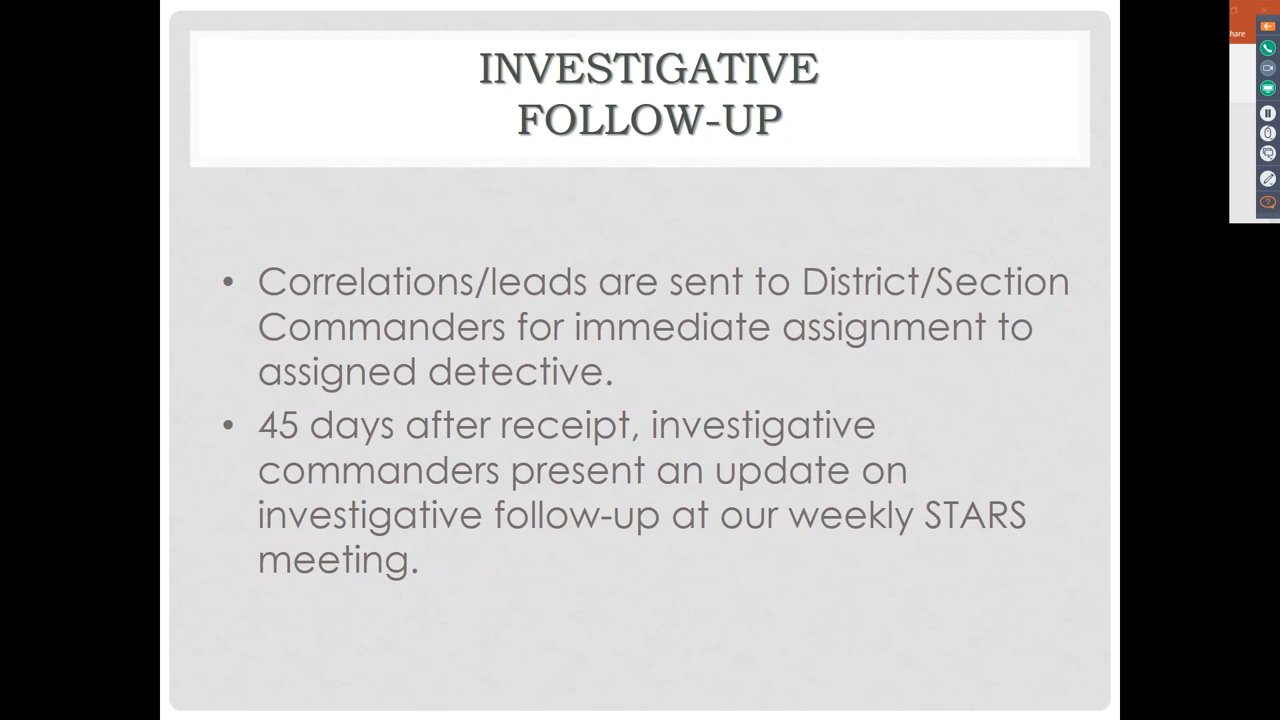 INVESTIGATIVE
FOLLOW-UP
• Correlations/leads are sent to District/Section
Commanders for immediate assignment to
assigned detective.
• 45 days after receipt, investigative
commanders present an update on
investigative follow-up at our weekly STARS
meeting.
hare